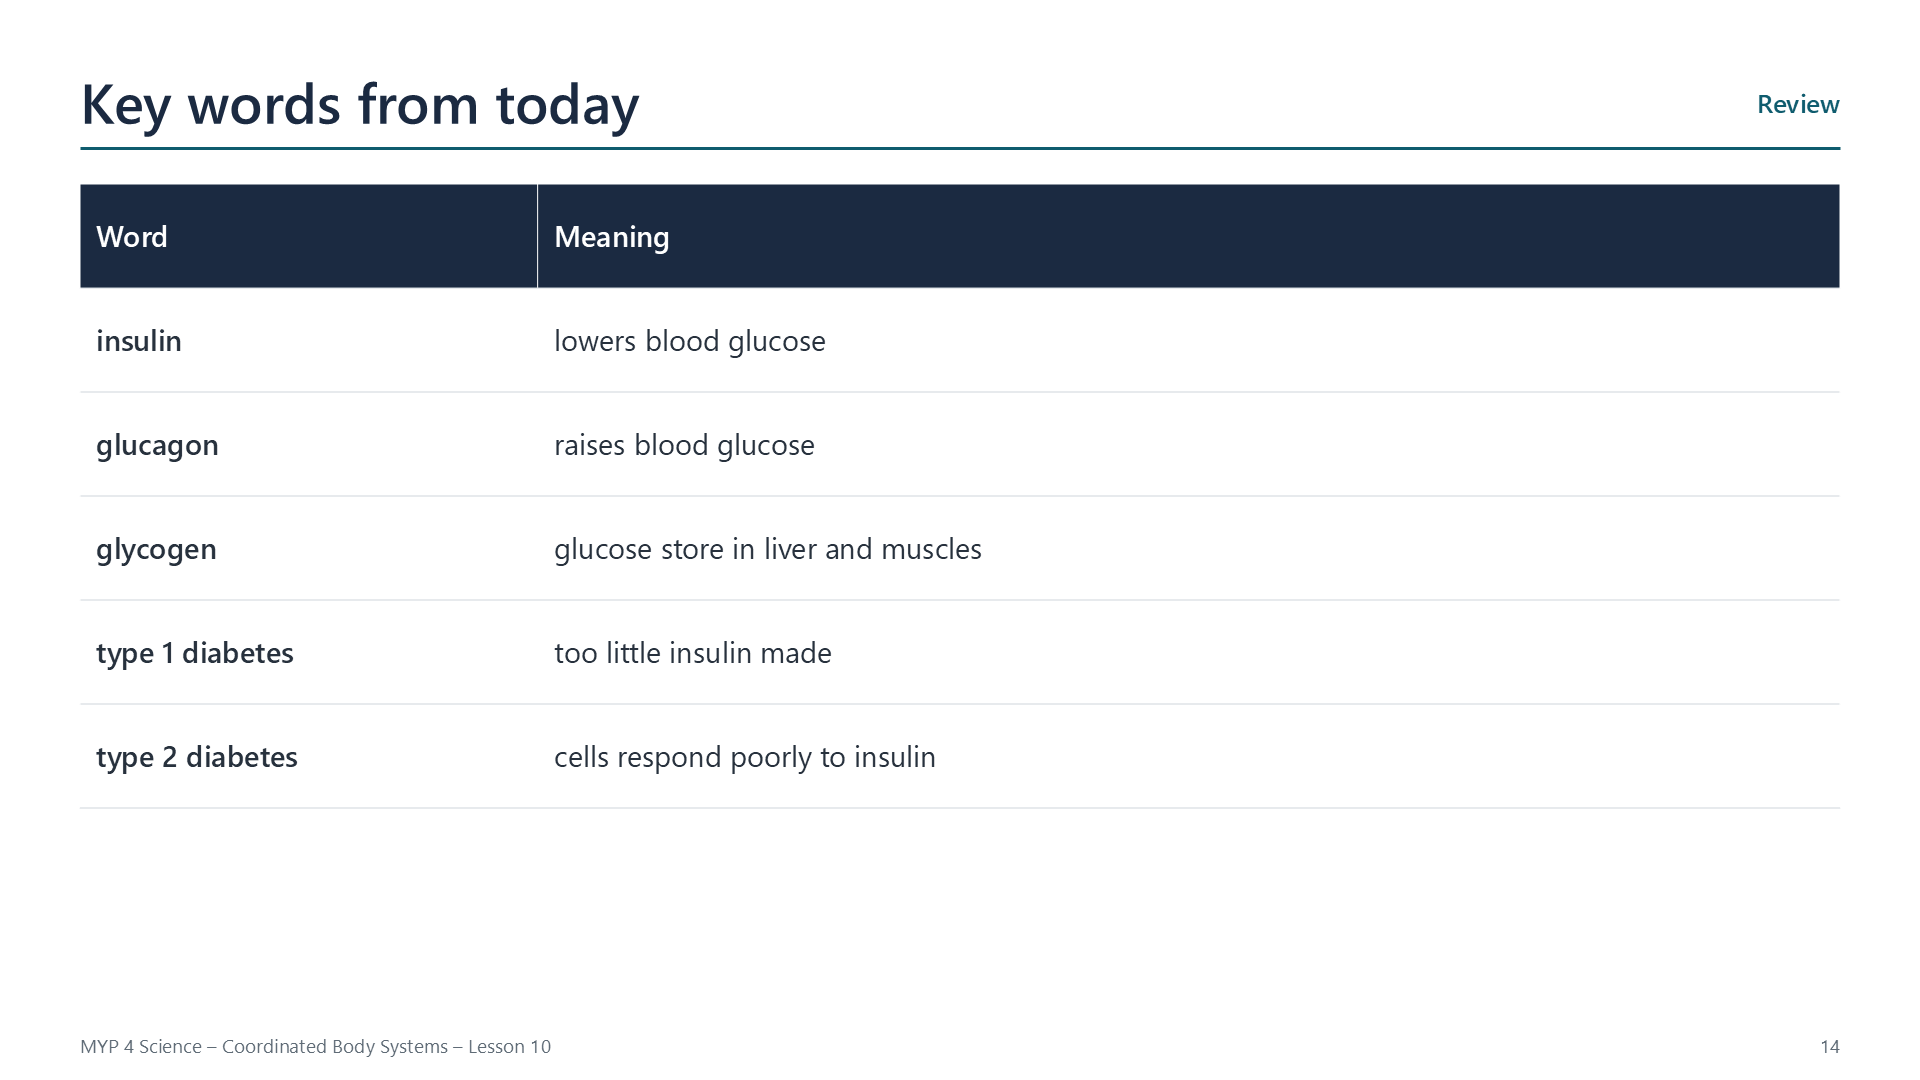 Key words from today
Review
Word Meaning
insulin lowers blood glucose
glucagon raises blood glucose
glycogen glucose store in liver and muscles
type 1 diabetes too little insulin made
type 2 diabetes cells respond poorly to insulin
MYP 4 Science – Coordinated Body Systems – Lesson 10
14